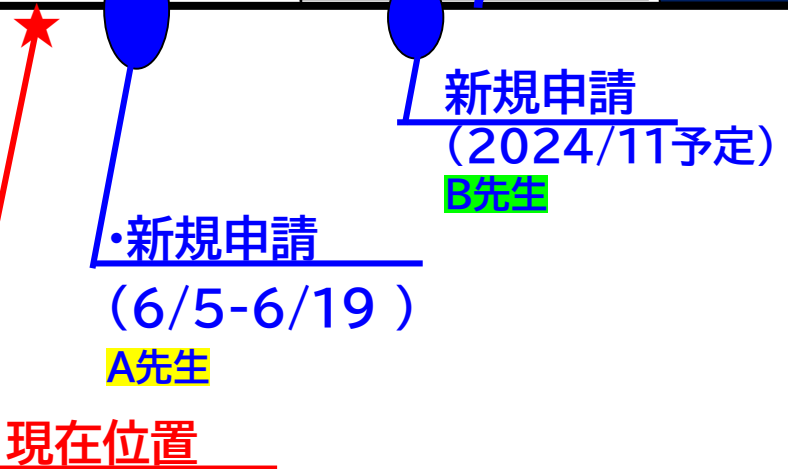 新規申請
（2024/11予定）
B先生
・新規申請
（6/5-6/19 ）
A先生
現在位置